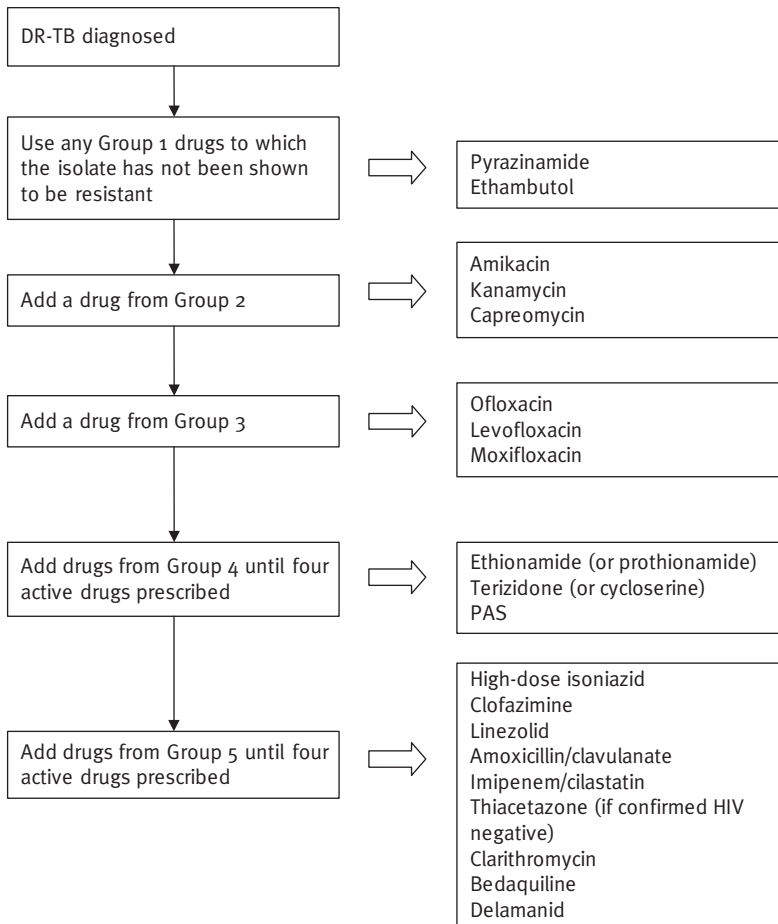 DR-TB diagnosed
Use any Group 1 drugs to which
the isolate has not been shown
to be resistant
Pyrazinamide
Ethambutol
Add a drug from Group 2
Amikacin
Kanamycin
Capreomycin
Add a drug from Group 3
Ofloxacin
Levofloxacin
Moxifloxacin
Add drugs from Group 4 until four
active drugs prescribed
Ethionamide (or prothionamide)
Terizidone (or cycloserine)
PAS
Add drugs from Group 5 until four
active drugs prescribed
High-dose isoniazid
Clofazimine
Linezolid
Amoxicillin/clavulanate
Imipenem/cilastatin
Thiacetazone (if confirmed HIV
negative)
Clarithromycin
Bedaquiline
Delamanid